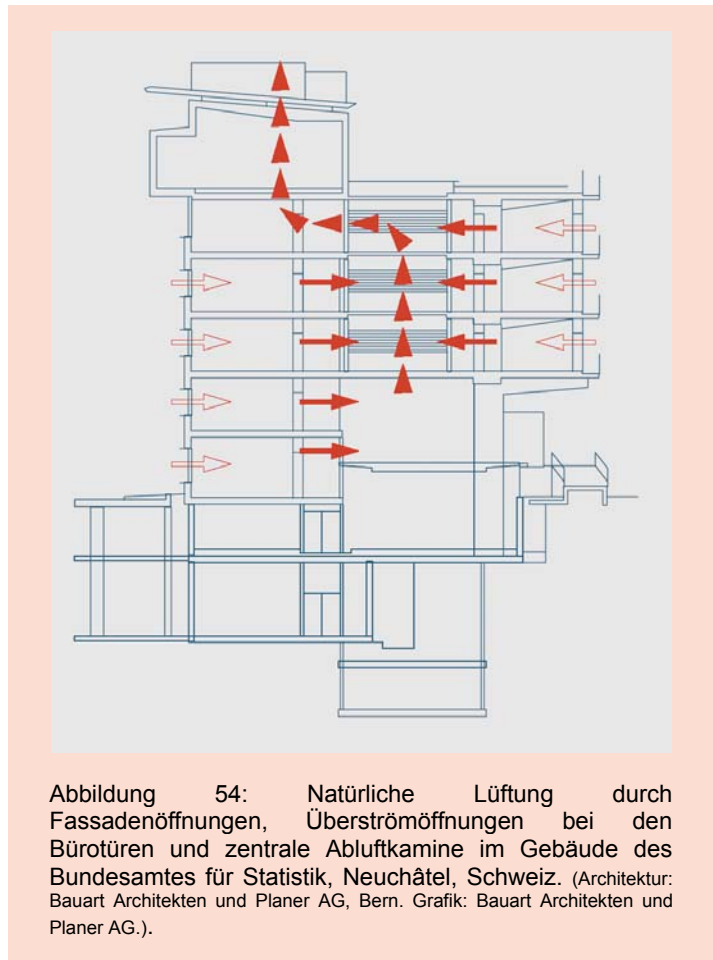 Abbildung 54: Natürliche Lüftung durch
Fassadenöffnungen, Überströmöffnungen bei den
Bürotüren und zentrale Abluftkamine im Gebäude des
Bundesamtes für Statistik, Neuchâtel, Schweiz. (Architektur:
Bauart Architekten und Planer AG, Bern. Grafik: Bauart Architekten und
Planer AG.).